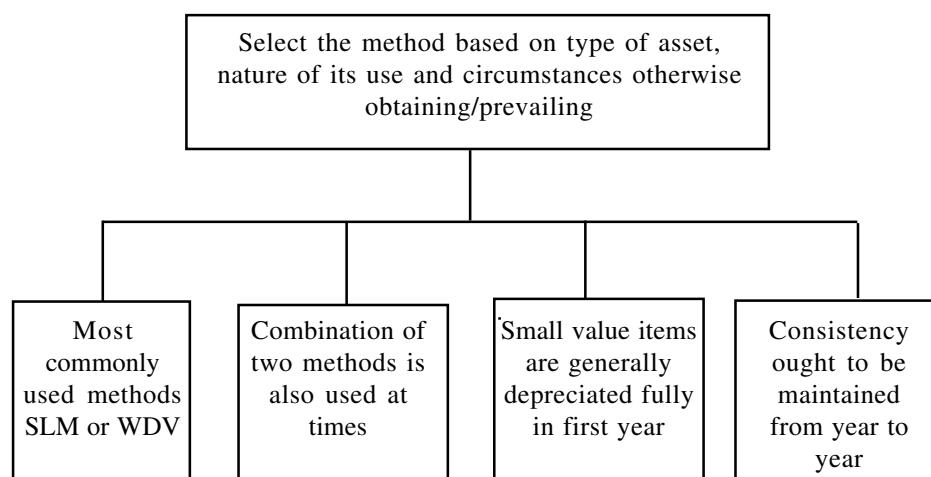 Select the method based on type of asset,
nature of its use and circumstances otherwise
obtaining/prevailing
Most
commonly
used methods
SLM or WDV
Combination of
two methods is
also used at
times
Small value items
are generally
depreciated fully
in first year
Consistency
ought to be
maintained
from year to
year